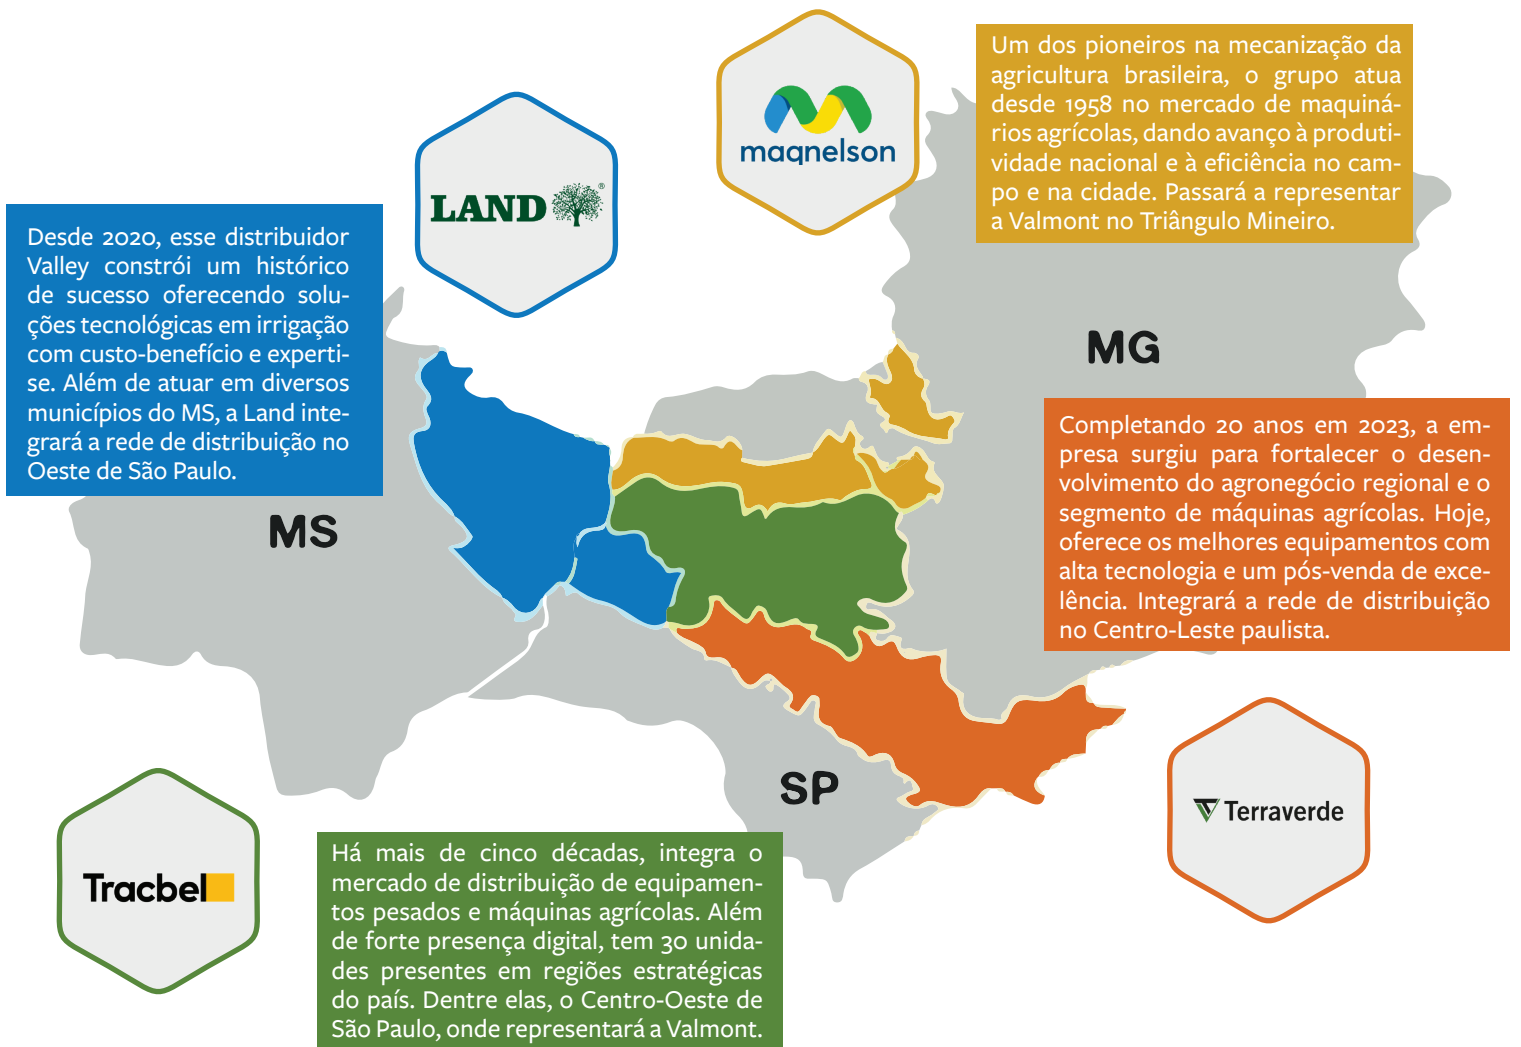 Um dos pioneiros na mecanização da
agricultura brasileira, o grupo atua
desde 1958 no mercado de maquiná-
rios agrícolas, dando avanço à produti-
vidade nacional e à eficiência no cam-
po e na cidade. Passará a representar
a Valmont no Triângulo Mineiro.
maqnelson
LAND®
Desde 2020, esse distribuidor
Valley constrói um histórico
de sucesso oferecendo solu-
ções tecnológicas em irrigação
com custo-benefício e experti-
se. Além de atuar em diversos
municípios do MS, a Land inte-
grará a rede de distribuição no
Oeste de São Paulo.
MG
MS
Completando 20 anos em 2023, a em-
presa surgiu para fortalecer o desen-
volvimento do agronegócio regional e o
segmento de máquinas agrícolas. Hoje,
oferece os melhores equipamentos com
alta tecnologia e um pós-venda de exce-
lência. Integrará a rede de distribuição
no Centro-Leste paulista.
SP
Terraverde
Tracbel
Há mais de cinco décadas, integra o
mercado de distribuição de equipamen-
tos pesados e máquinas agrícolas. Além
de forte presença digital, tem 30 unida-
des presentes em regiões estratégicas
do país. Dentre elas, o Centro-Oeste de
São Paulo, onde representará a Valmont.